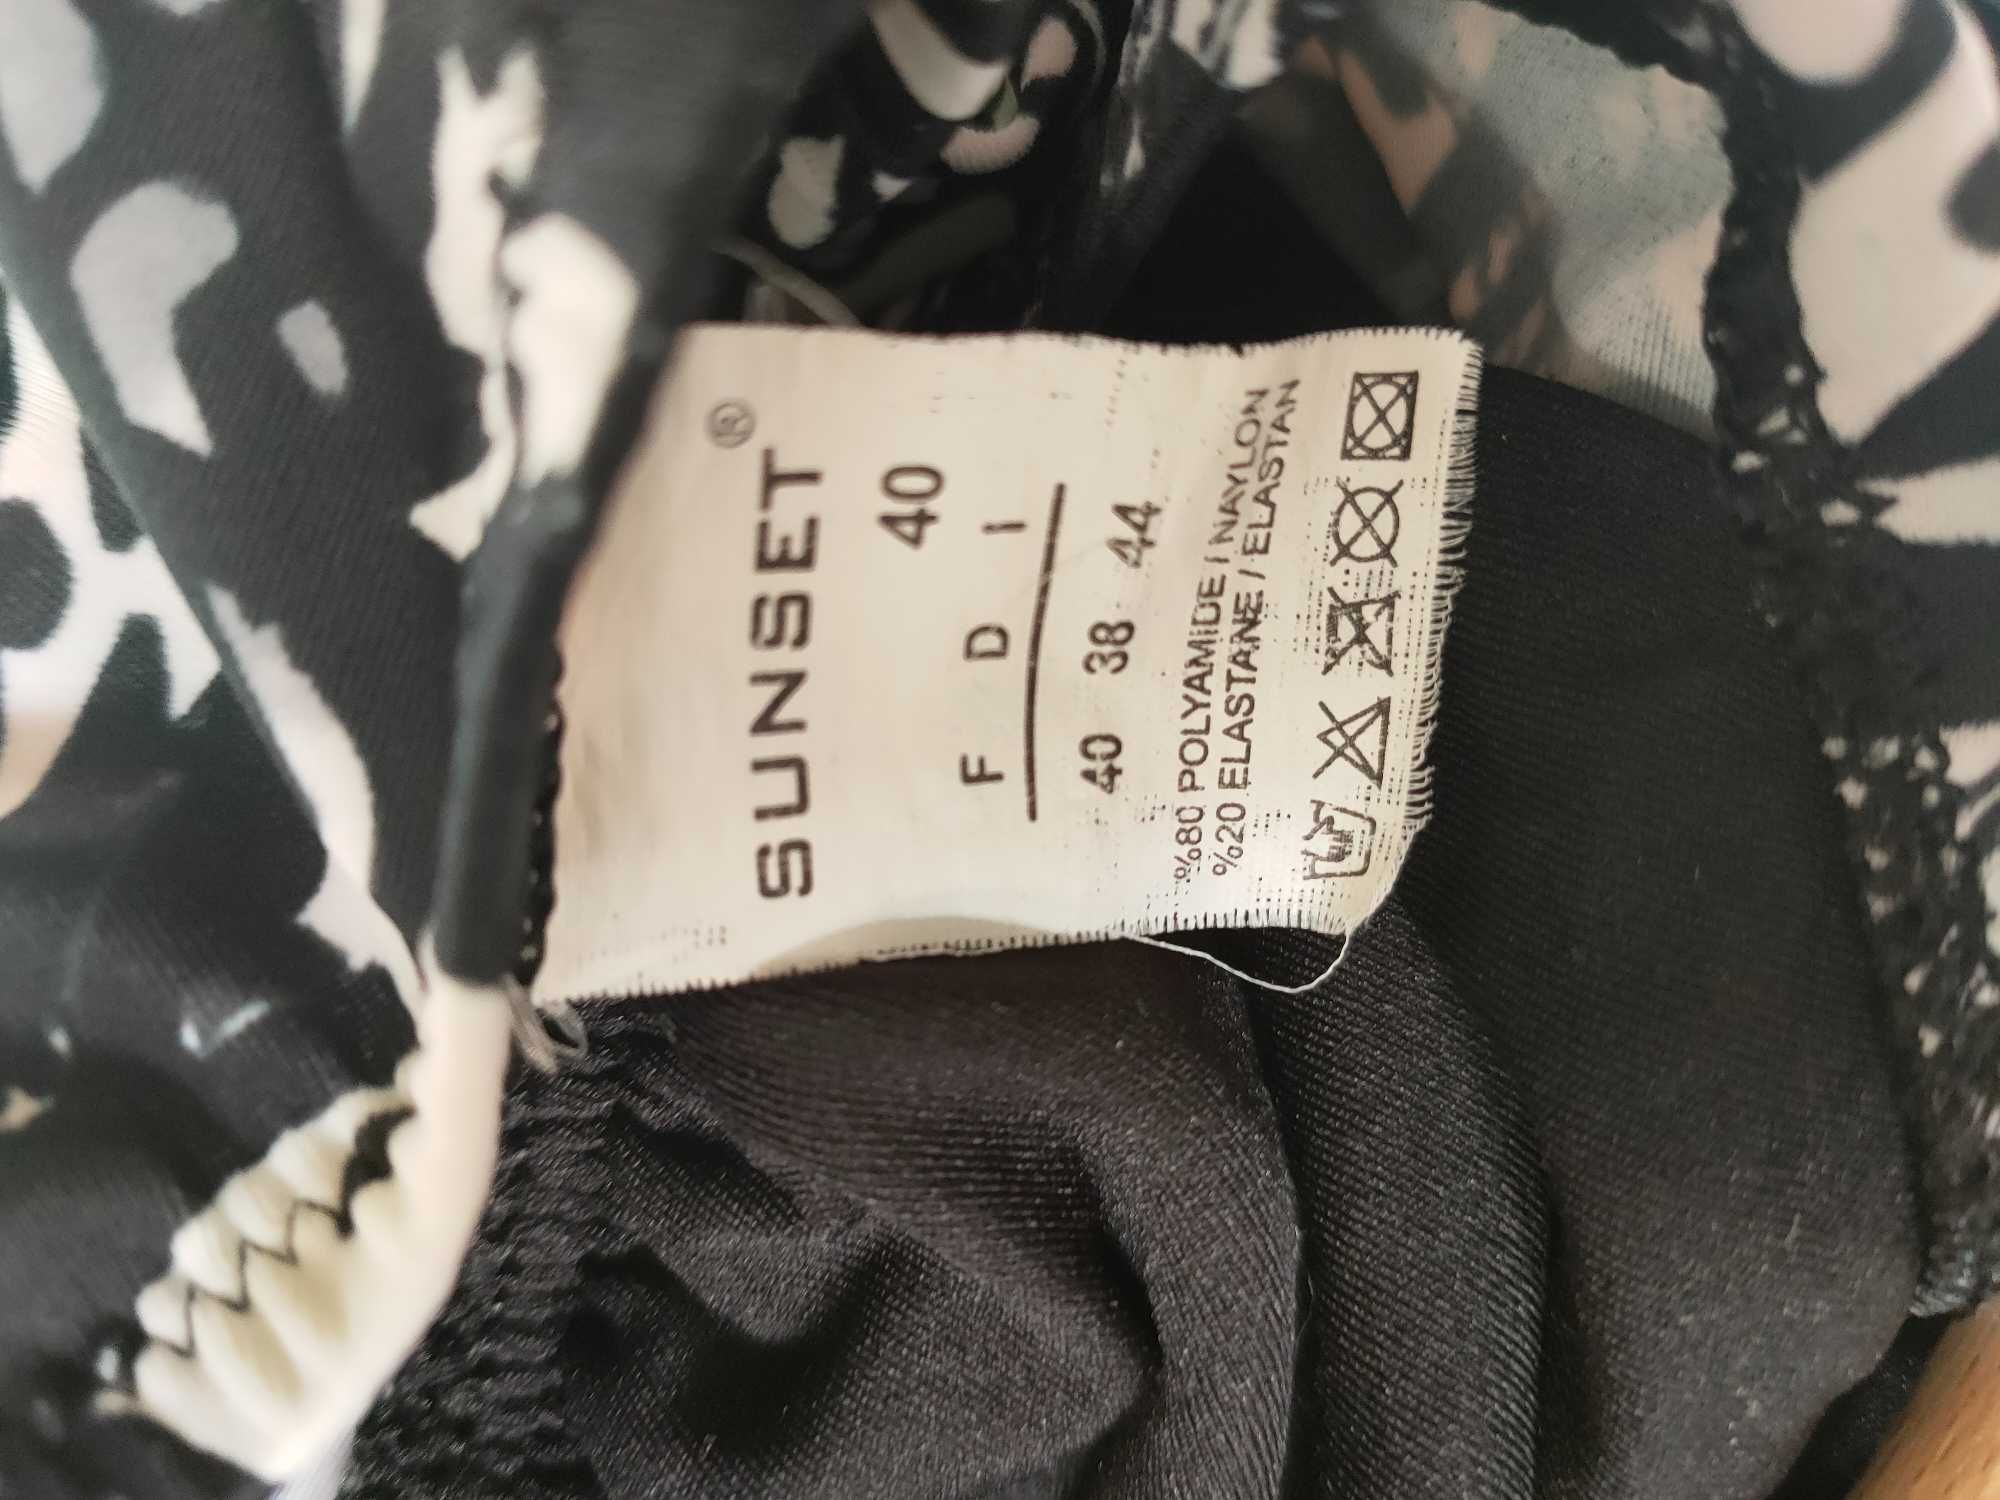 SUNSET ®
40
F D I
40 38 44
%80 POLYAMIDE / NAYLON
%20 ELASTANE / ELASTAN